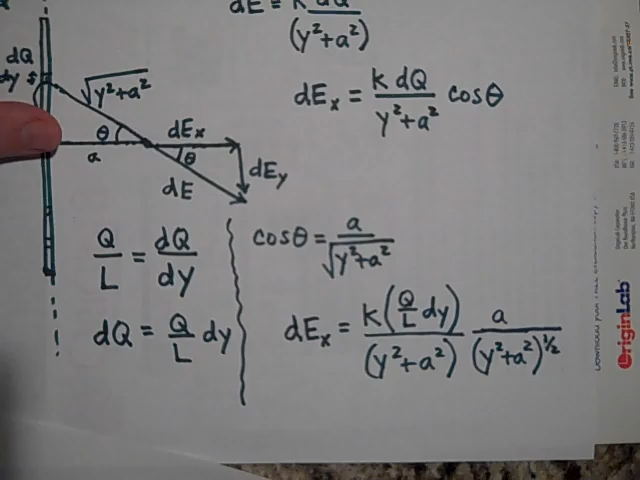 dE = k dQ
(y²+a²)
dQ
dy
√y²+a²
dEx = k dQ / y²+a² cosθ
θ
dEx
a
θ
dEy
dE
Q/L = dQ/dy
cosθ = a / √y²+a²
dQ = Q/L dy
dEx = k(Q/L dy) / (y²+a²) a / (y²+a²)^½
OriginLab